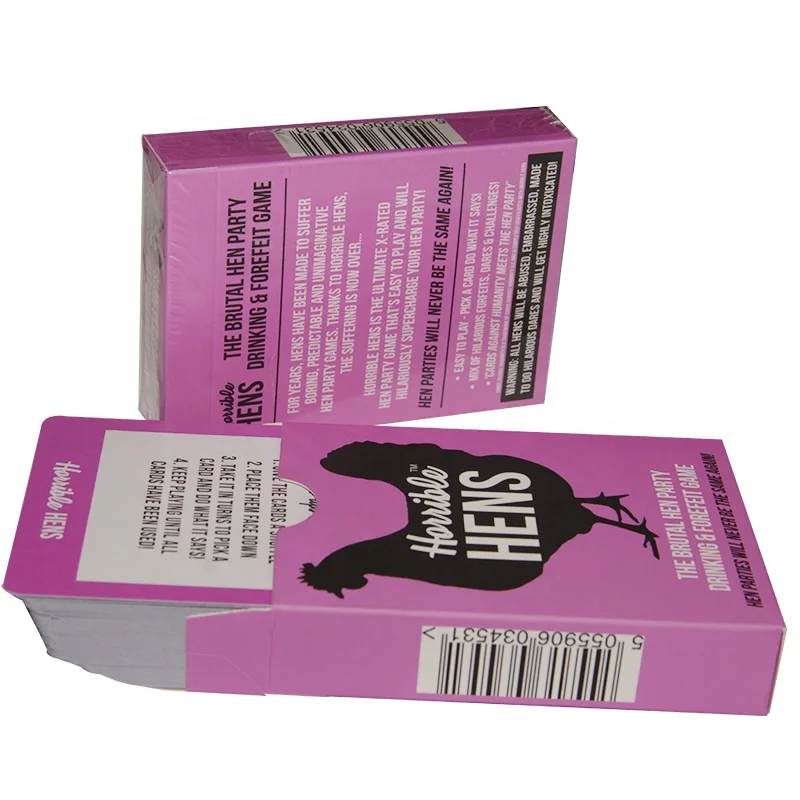 5 055906 034531 >
THE BRUTAL HEN PARTY
DRINKING & FOREFEIT GAME
HENS
FOR YEARS, HENS HAVE BEEN MADE TO SUFFER
BORING, PREDICTABLE AND UNIMAGINATIVE
HEN PARTY GAMES. THANKS TO HORRIBLE HENS,
THE SUFFERING IS NOW OVER...
HORRIBLE HENS IS THE ULTIMATE X-RATED
HEN PARTY GAME THAT'S EASY TO PLAY AND WILL
HILARIOUSLY SUPERCHARGE YOUR HEN PARTY!
HEN PARTIES WILL NEVER BE THE SAME AGAIN!
• EASY TO PLAY - PICK A CARD DO WHAT IT SAYS!
• MIX OF HILARIOUS FORFEITS, DARES & CHALLENGES!
• CARDS AGAINST HUMANITY MEETS THE HEN PARTY*
WARNING: ALL HENS WILL BE ABUSED, EMBARRASSED, MADE
TO DO HILARIOUS DARES AND WILL GET HIGHLY INTOXICATED!
Horrible HENS
THE CARDS A
2. PLACE THEM FACE DOWN
3. TAKE IT IN TURNS TO PICK A
CARD AND DO WHAT IT SAYS!
4. KEEP PLAYING UNTIL ALL
CARDS HAVE BEEN USED!
Horrible™
HENS
THE BRUTAL HEN PARTY
DRINKING & FOREFEIT GAME
HEN PARTIES WILL NEVER BE THE SAME AGAIN!
5 055906 034531 >